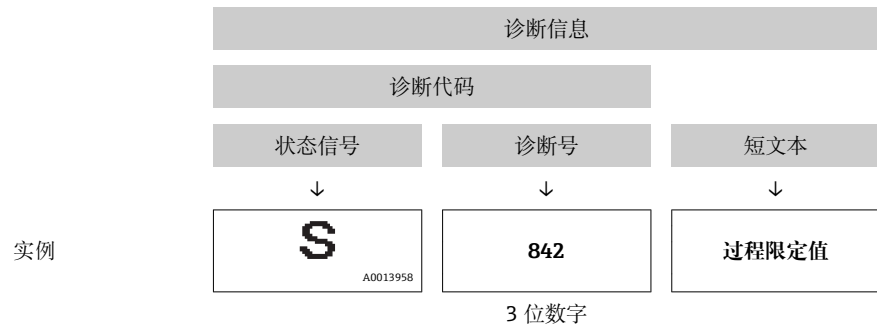 诊断信息
诊断代码
状态信号 诊断号 短文本
↓ ↓ ↓
实例 S 842 过程限定值
A0013958
3 位数字